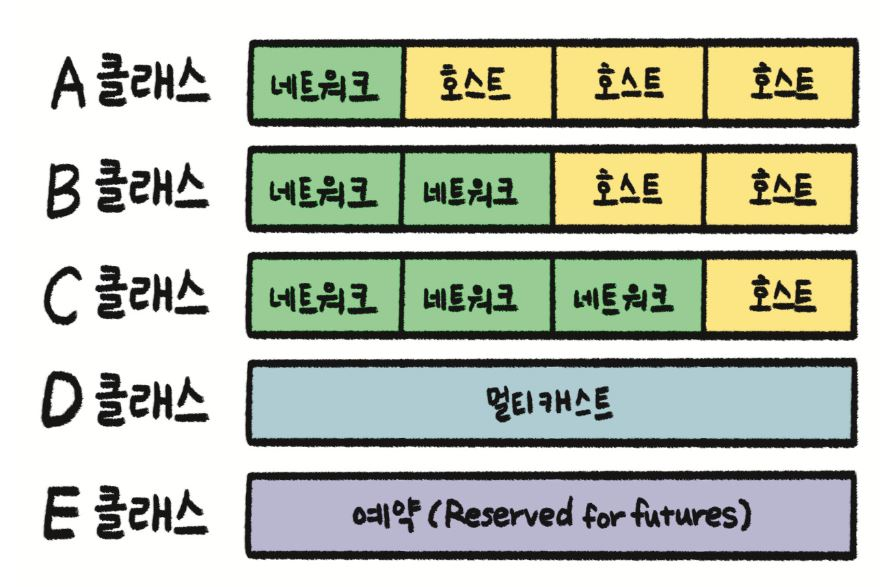 A 클래스 네트워크 호스트 호스트 호스트
B 클래스 네트워크 네트워크 호스트 호스트
C 클래스 네트워크 네트워크 네트워크 호스트
D 클래스 멀티캐스트
E 클래스 예약 (Reserved for futures)